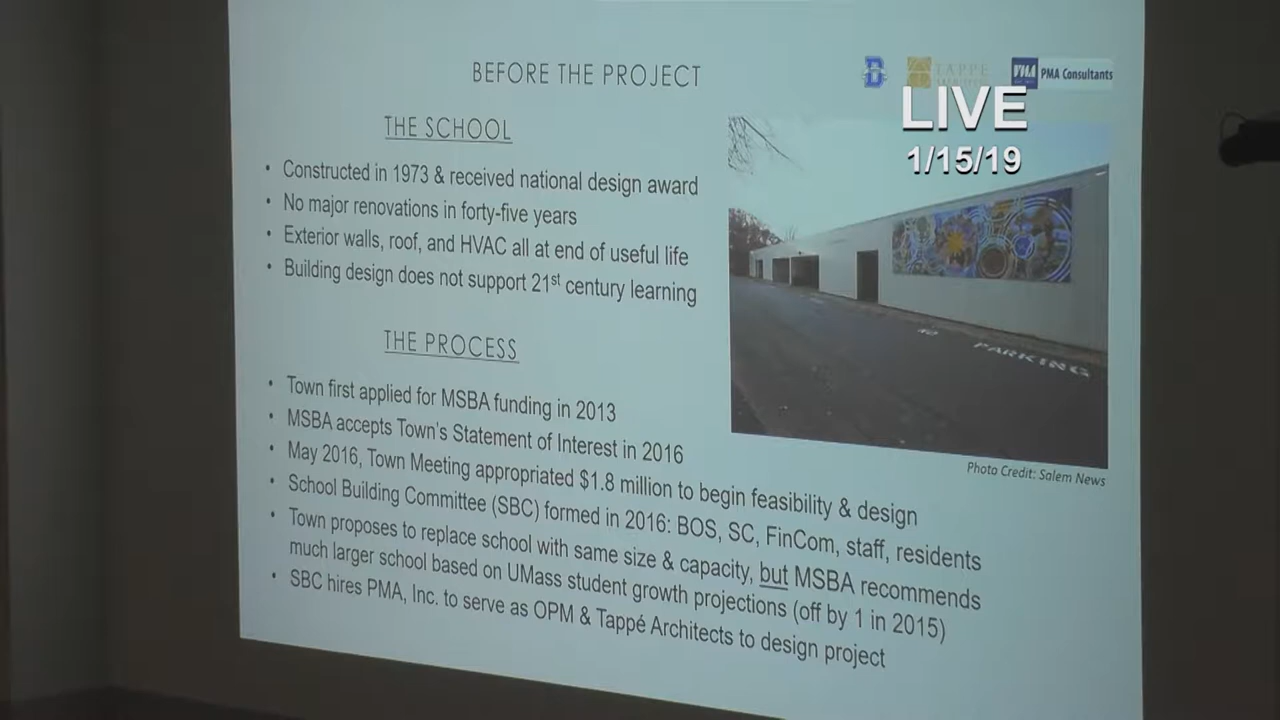 BEFORE THE PROJECT
TAPPÉ
PMA Consultants
LIVE
1/15/19
THE SCHOOL
• Constructed in 1973 & received national design award
• No major renovations in forty-five years
• Exterior walls, roof, and HVAC all at end of useful life
• Building design does not support 21st century learning
PARKING
Photo Credit: Salem News
THE PROCESS
• Town first applied for MSBA funding in 2013
• MSBA accepts Town's Statement of Interest in 2016
• May 2016, Town Meeting appropriated $1.8 million to begin feasibility & design
• School Building Committee (SBC) formed in 2016: BOS, SC, FinCom, staff, residents
• Town proposes to replace school with same size & capacity, but MSBA recommends
much larger school based on UMass student growth projections (off by 1 in 2015)
• SBC hires PMA, Inc. to serve as OPM & Tappé Architects to design project